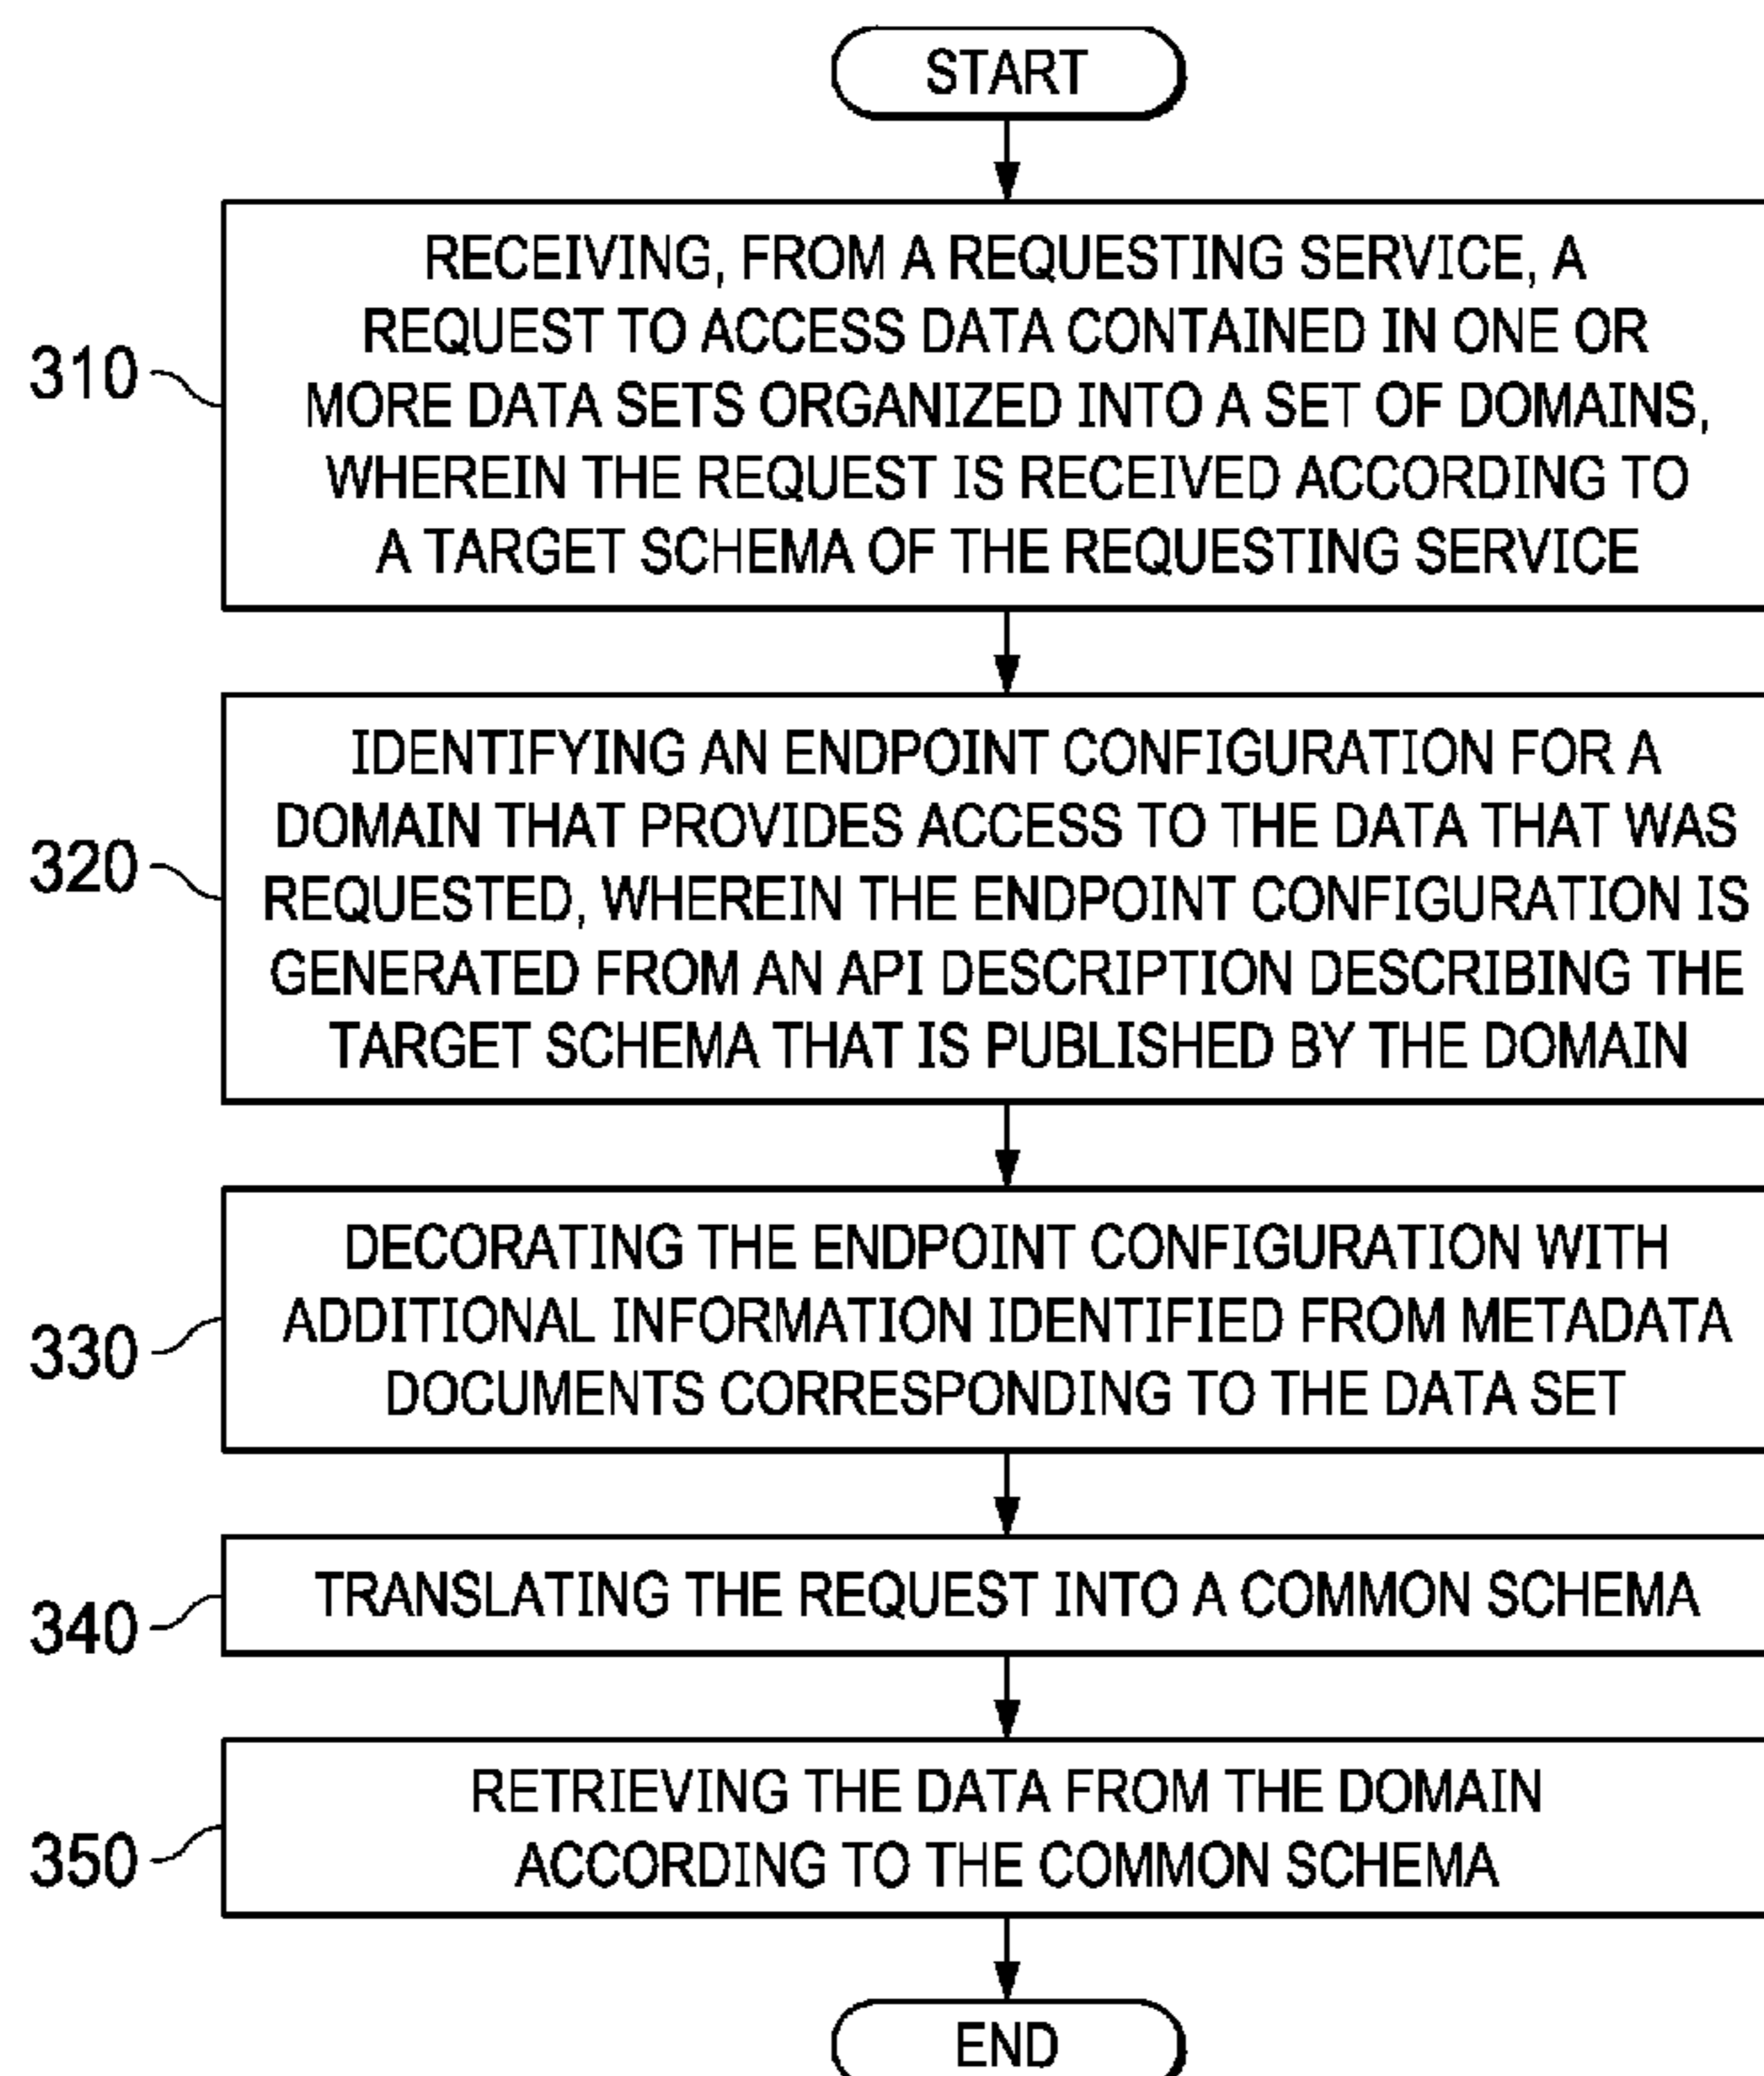 START
RECEIVING, FROM A REQUESTING SERVICE, A
REQUEST TO ACCESS DATA CONTAINED IN ONE OR
MORE DATA SETS ORGANIZED INTO A SET OF DOMAINS,
WHEREIN THE REQUEST IS RECEIVED ACCORDING TO
A TARGET SCHEMA OF THE REQUESTING SERVICE
310
IDENTIFYING AN ENDPOINT CONFIGURATION FOR A
DOMAIN THAT PROVIDES ACCESS TO THE DATA THAT WAS
REQUESTED, WHEREIN THE ENDPOINT CONFIGURATION IS
GENERATED FROM AN API DESCRIPTION DESCRIBING THE
TARGET SCHEMA THAT IS PUBLISHED BY THE DOMAIN
320
DECORATING THE ENDPOINT CONFIGURATION WITH
ADDITIONAL INFORMATION IDENTIFIED FROM METADATA
DOCUMENTS CORRESPONDING TO THE DATA SET
330
TRANSLATING THE REQUEST INTO A COMMON SCHEMA
340
RETRIEVING THE DATA FROM THE DOMAIN
ACCORDING TO THE COMMON SCHEMA
350
END